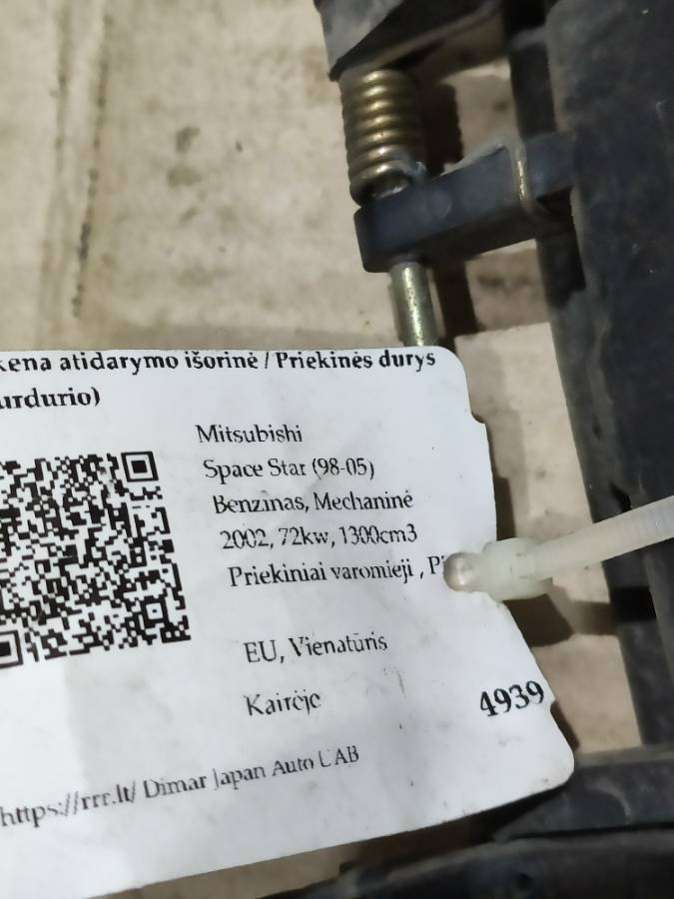 kena atidarymo išorinė / Priekinės durys
urdurio)
Mitsubishi
Space Star (98-05)
Benzinas, Mechaninė
2002, 72kw, 1300cm3
Priekiniai varomieji ,
EU, Vienatūris
Kairėje
4939
https://rrr.lt/ Dimar Japan Auto UAB